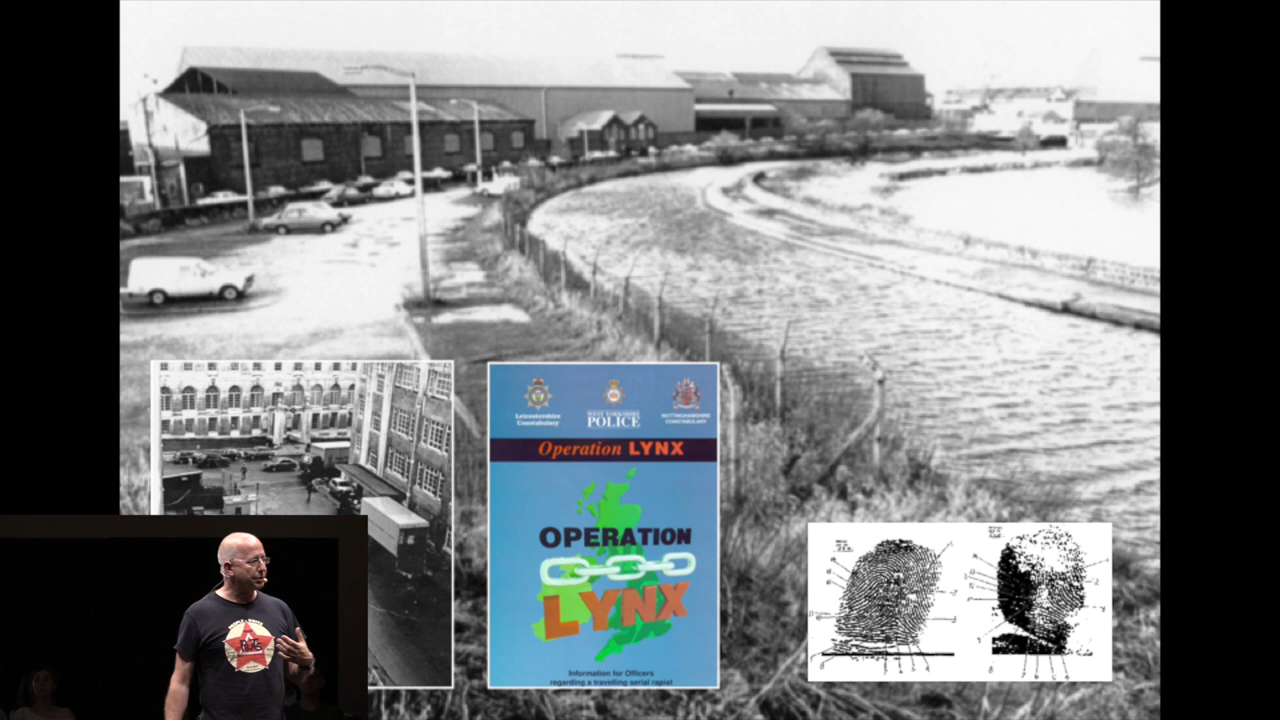 Leicestershire
Constabulary
WEST YORKSHIRE
POLICE
NOTTINGHAMSHIRE
CONSTABULARY
Operation LYNX
OPERATION
LYNX
Information for Officers
regarding a travelling serial rapist